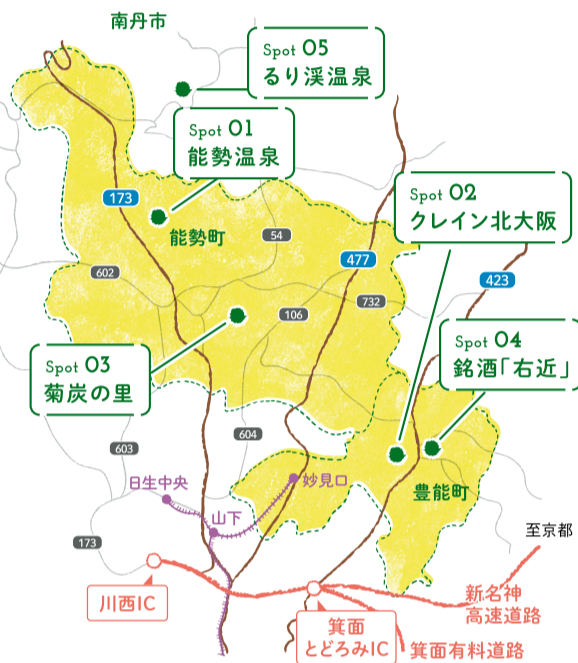 南丹市
Spot 05
るり渓温泉
Spot 01
能勢温泉
173
能勢町
54
Spot 02
クレイン北大阪
477
423
602
732
106
Spot 04
銘酒「右近」
Spot 03
菊炭の里
604
603
日生中央
妙見口
豊能町
山下
173
至京都
川西IC
新名神
高速道路
箕面
とどろみIC
箕面有料道路